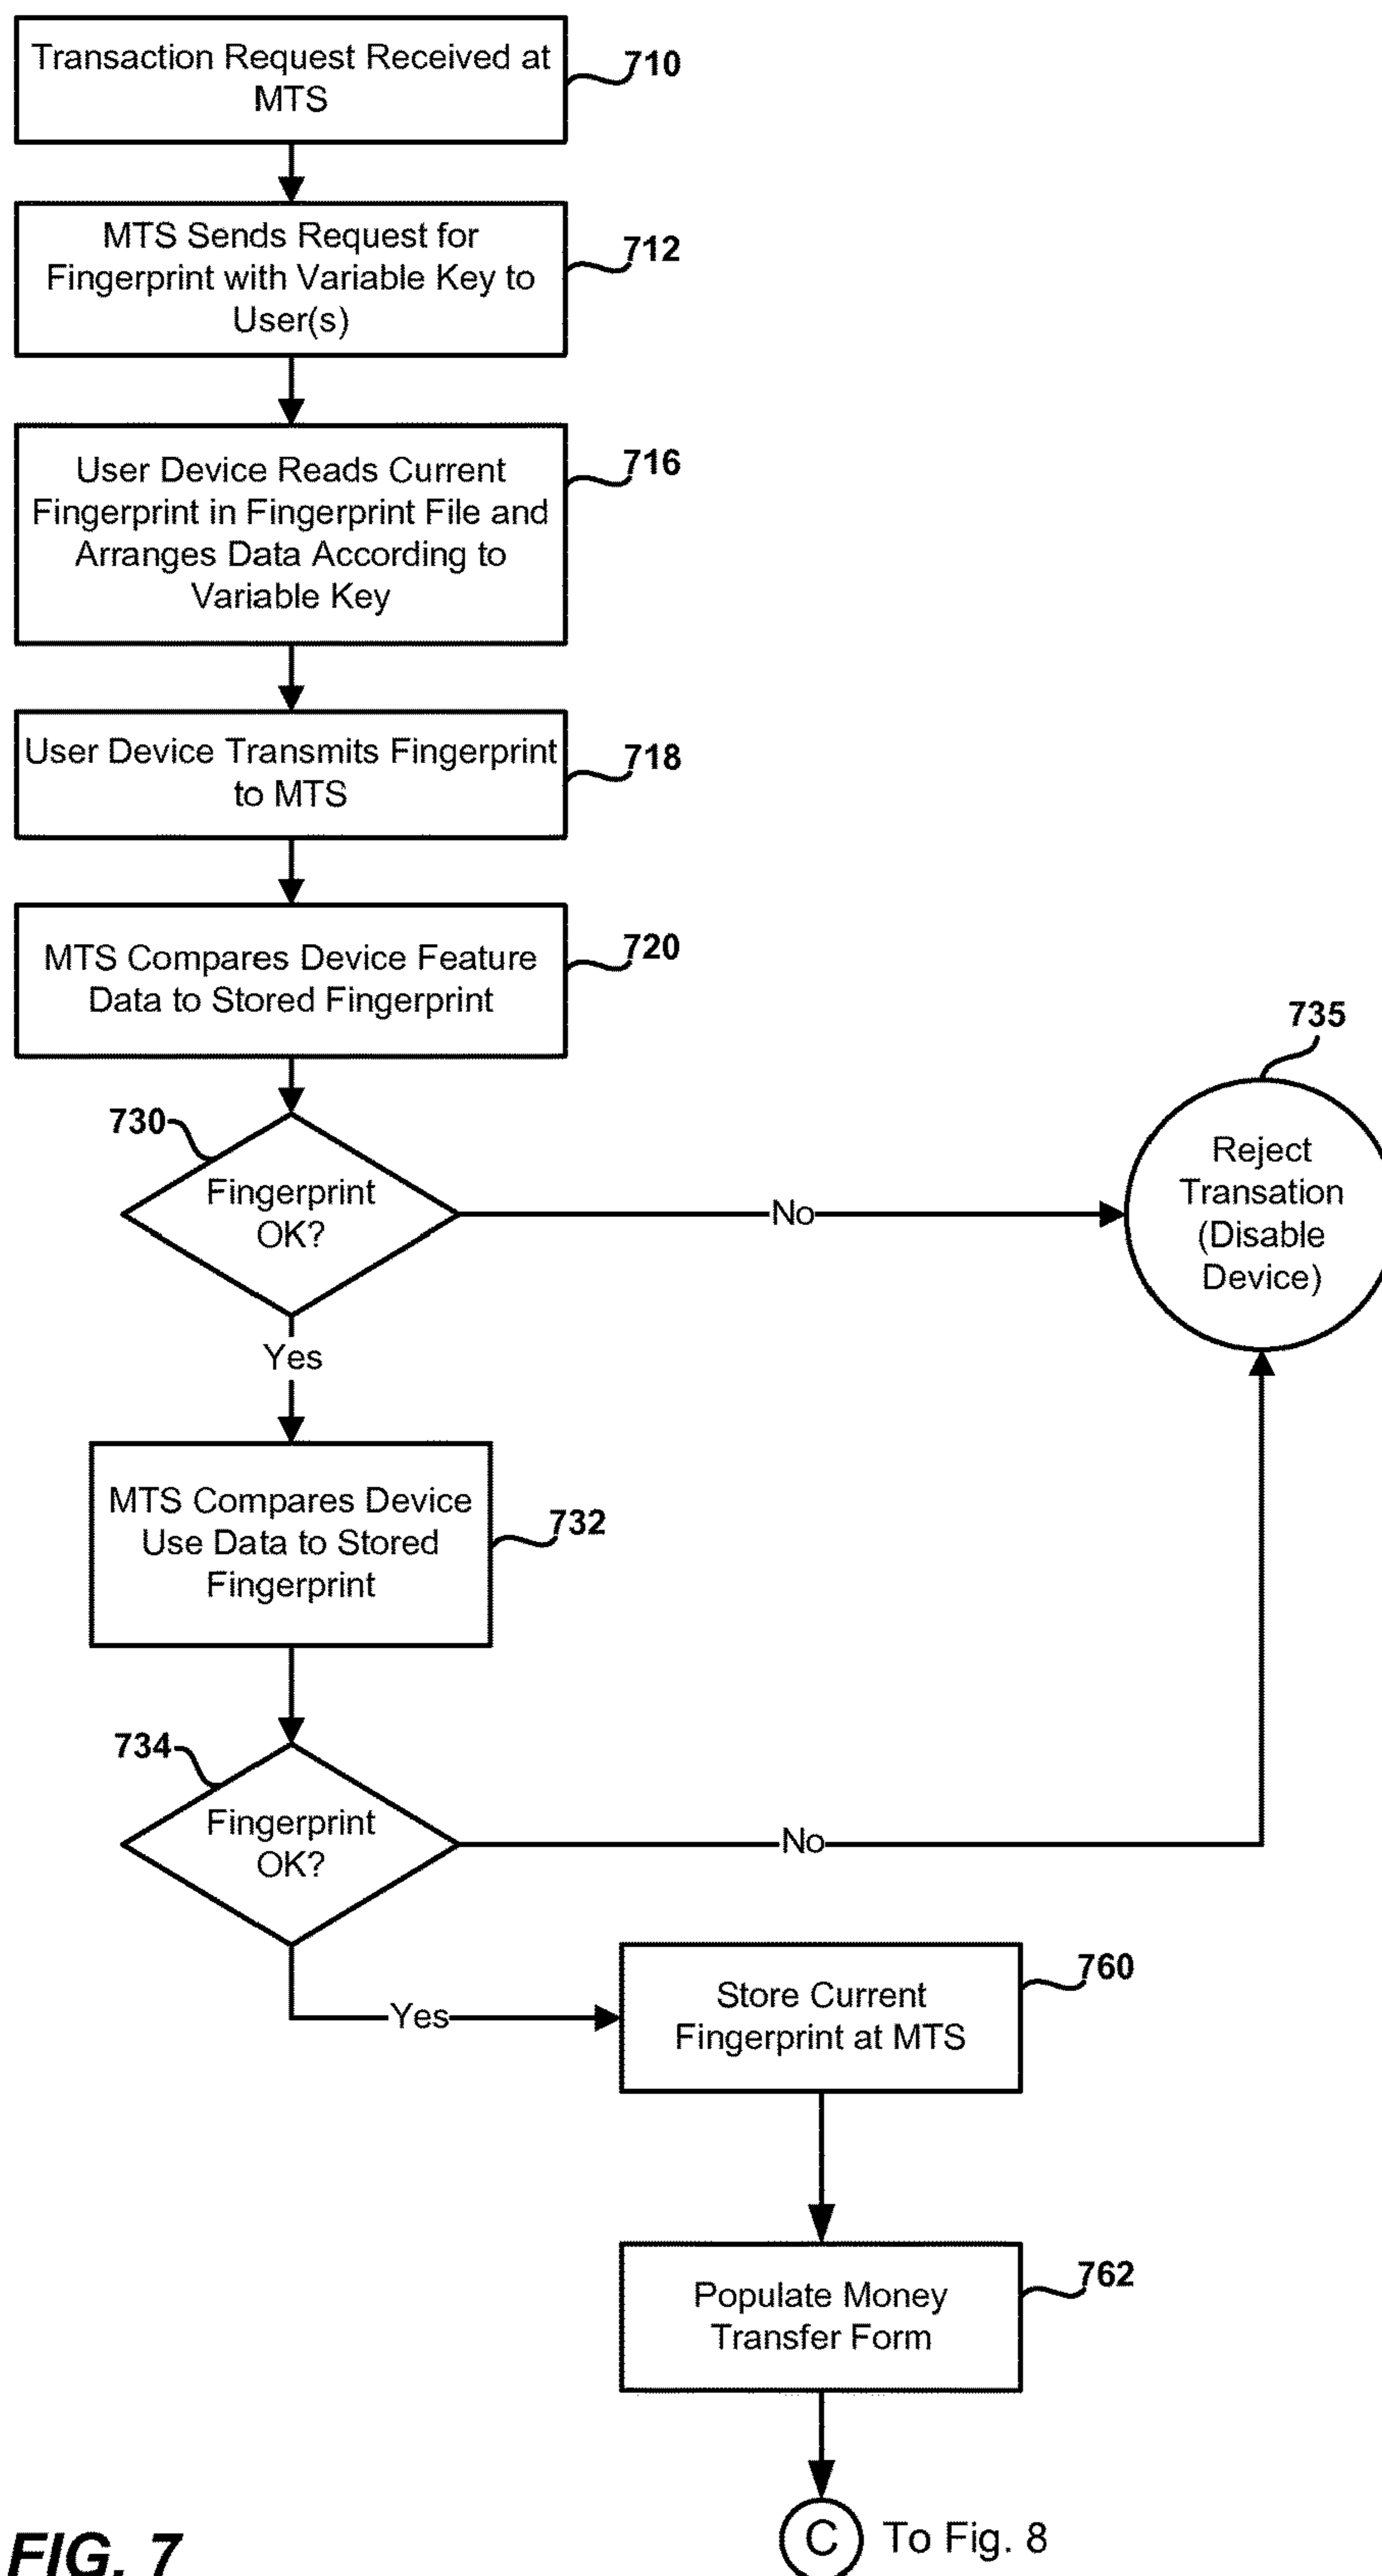 Transaction Request Received at
MTS
710
MTS Sends Request for
Fingerprint with Variable Key to
User(s)
712
User Device Reads Current
Fingerprint in Fingerprint File and
Arranges Data According to
Variable Key
716
User Device Transmits Fingerprint
to MTS
718
MTS Compares Device Feature
Data to Stored Fingerprint
720
730
Fingerprint
OK?
No
735
Reject
Transation
(Disable
Device)
Yes
MTS Compares Device
Use Data to Stored
Fingerprint
732
734
Fingerprint
OK?
No
Yes
Store Current
Fingerprint at MTS
760
Populate Money
Transfer Form
762
C To Fig. 8
FIG. 7